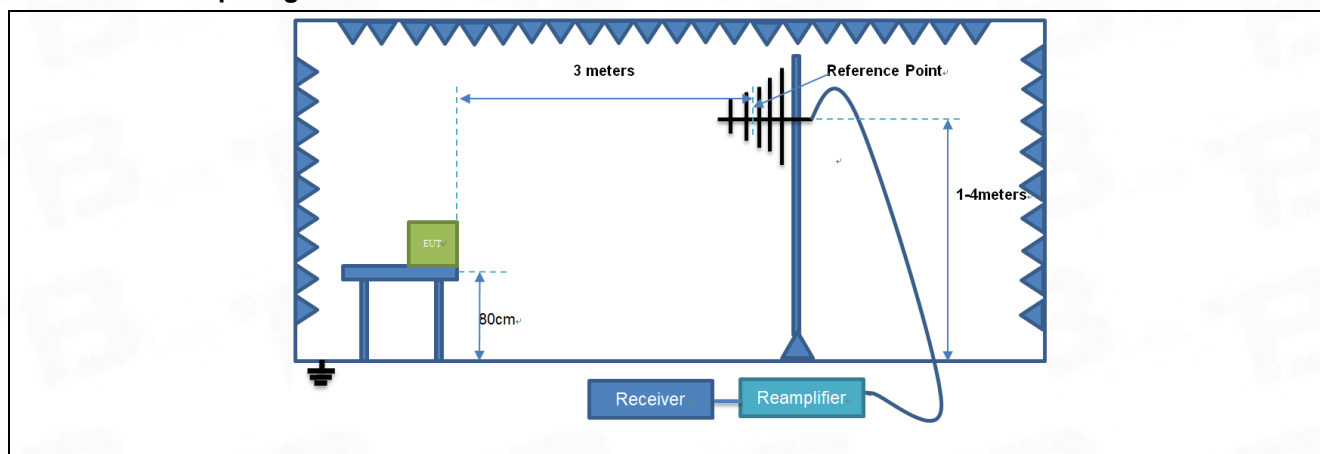 3 meters
Reference Point
1-4meters
EUT
80cm
Receiver
Reamplifier